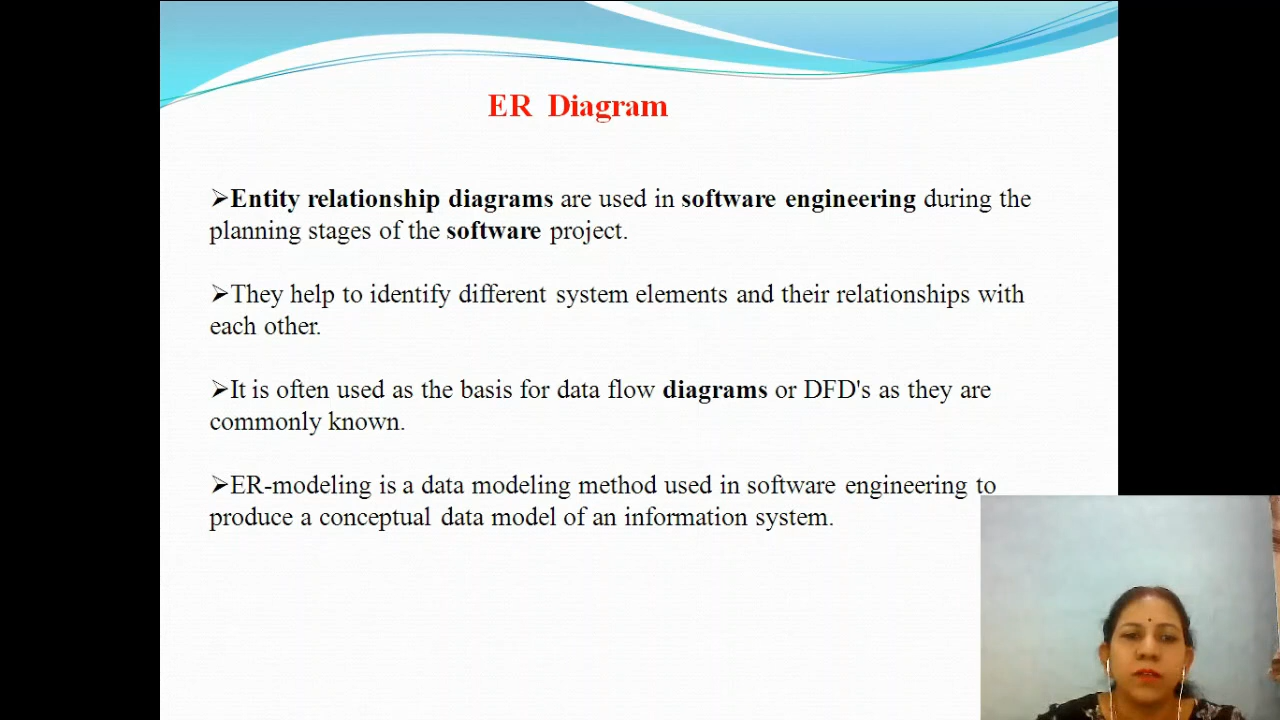 ER Diagram
➢Entity relationship diagrams are used in software engineering during the
planning stages of the software project.
➢They help to identify different system elements and their relationships with
each other.
➢It is often used as the basis for data flow diagrams or DFD's as they are
commonly known.
➢ER-modeling is a data modeling method used in software engineering to
produce a conceptual data model of an information system.